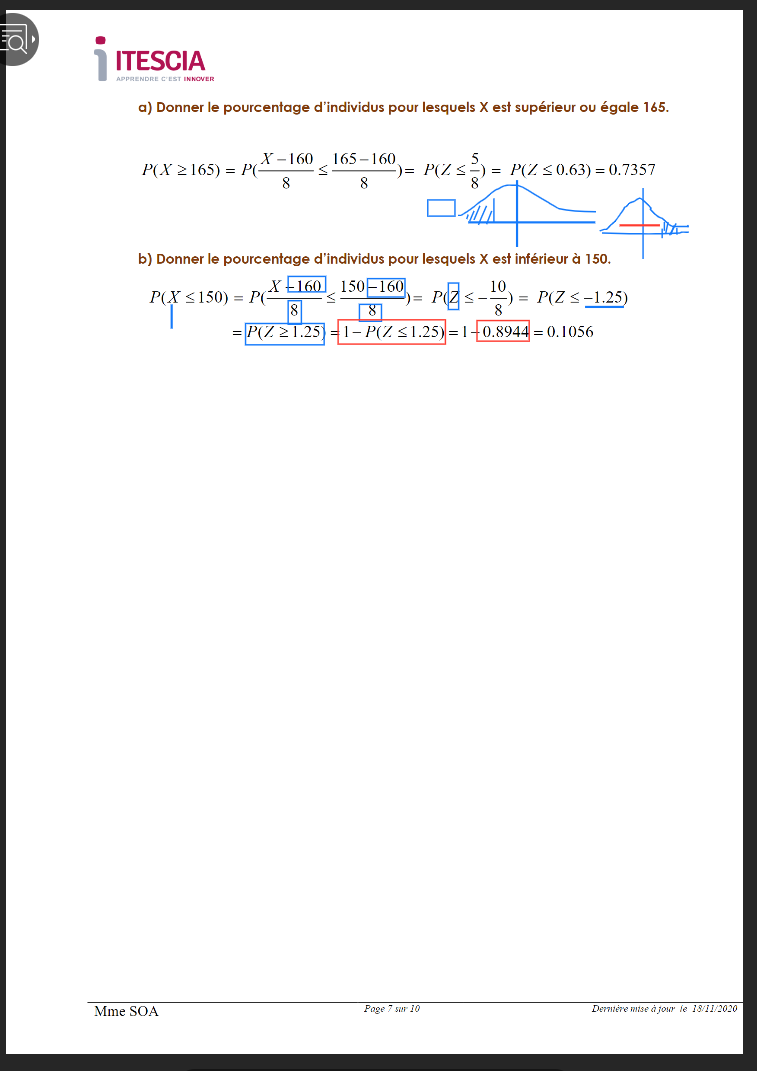 ITESCIA
APPRENDRE C'EST INNOVER
a) Donner le pourcentage d'individus pour lesquels X est supérieur ou égale 165.
P(X ≥ 165) = P((X − 160)/8 ≤ (165 − 160)/8) = P(Z ≤ 5/8) = P(Z ≤ 0.63) = 0.7357
b) Donner le pourcentage d'individus pour lesquels X est inférieur à 150.
P(X ≤ 150) = P((X − 160)/8 ≤ (150 − 160)/8) = P(Z ≤ −10/8) = P(Z ≤ −1.25)
= P(Z ≥ 1.25) = 1 − P(Z ≤ 1.25) = 1 − 0.8944 = 0.1056
Mme SOA Page 7 sur 10 Dernière mise à jour le 18/11/2020